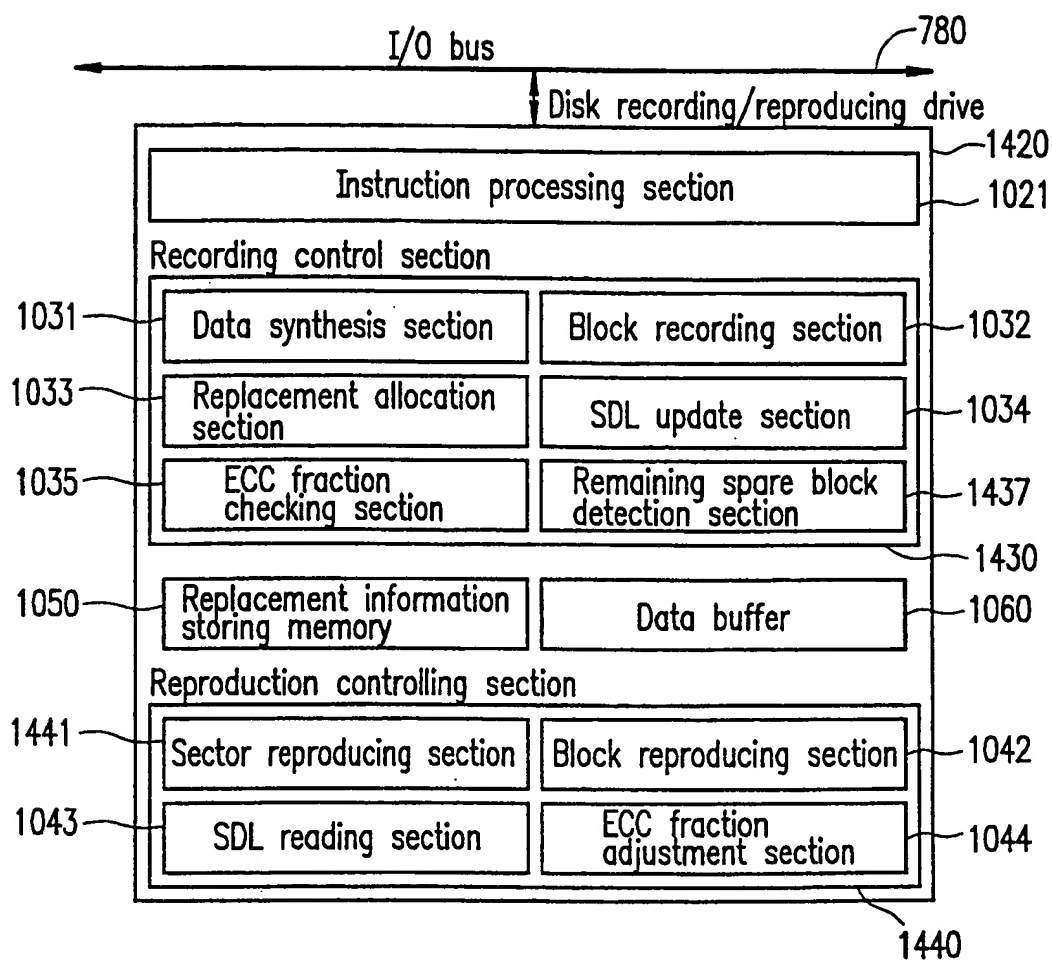 I/O bus
780
Disk recording/reproducing drive
1420
Instruction processing section
1021
Recording control section
1031
Data synthesis section
Block recording section
1032
1033
Replacement allocation
section
SDL update section
1034
1035
ECC fraction
checking section
Remaining spare block
detection section
1437
1430
1050
Replacement information
storing memory
Data buffer
1060
Reproduction controlling section
1441
Sector reproducing section
Block reproducing section
1042
1043
SDL reading section
ECC fraction
adjustment section
1044
1440